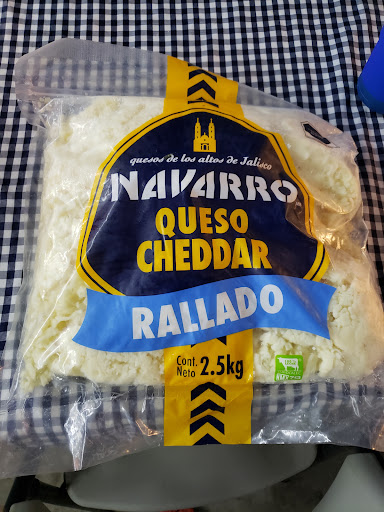 quesos de los altos de Jalisco
NAVARRO
QUESO
CHEDDAR
RALLADO
Cont. Neto 2.5kg